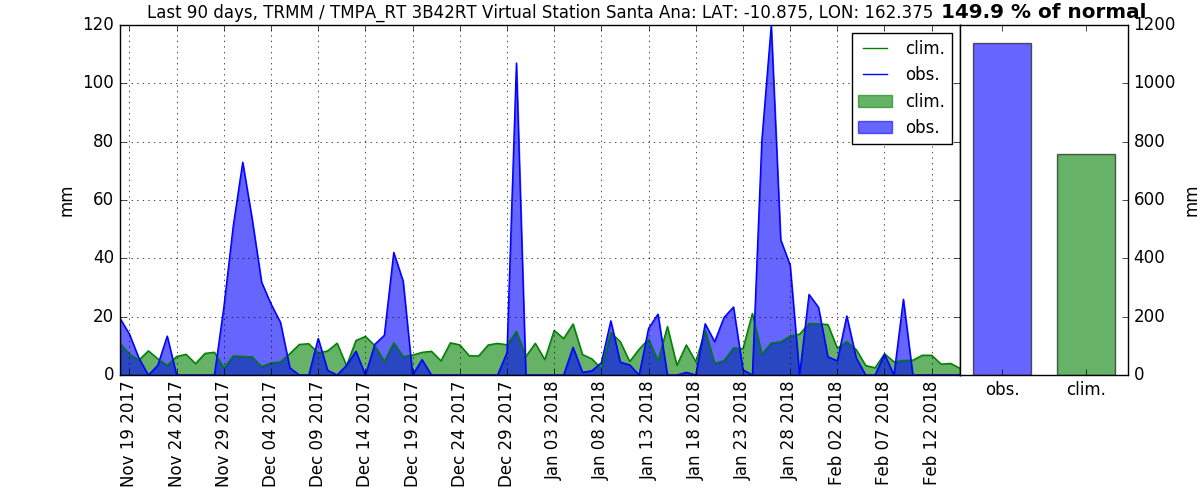 Last 90 days, TRMM / TMPA_RT 3B42RT Virtual Station Santa Ana: LAT: -10.875, LON: 162.375 149.9 % of normal
120
100
80
60
40
20
0
mm
clim.
obs.
clim.
obs.
1200
1000
800
600
400
200
0
mm
Nov 19 2017
Nov 24 2017
Nov 29 2017
Dec 04 2017
Dec 09 2017
Dec 14 2017
Dec 19 2017
Dec 24 2017
Dec 29 2017
Jan 03 2018
Jan 08 2018
Jan 13 2018
Jan 18 2018
Jan 23 2018
Jan 28 2018
Feb 02 2018
Feb 07 2018
Feb 12 2018
obs.
clim.